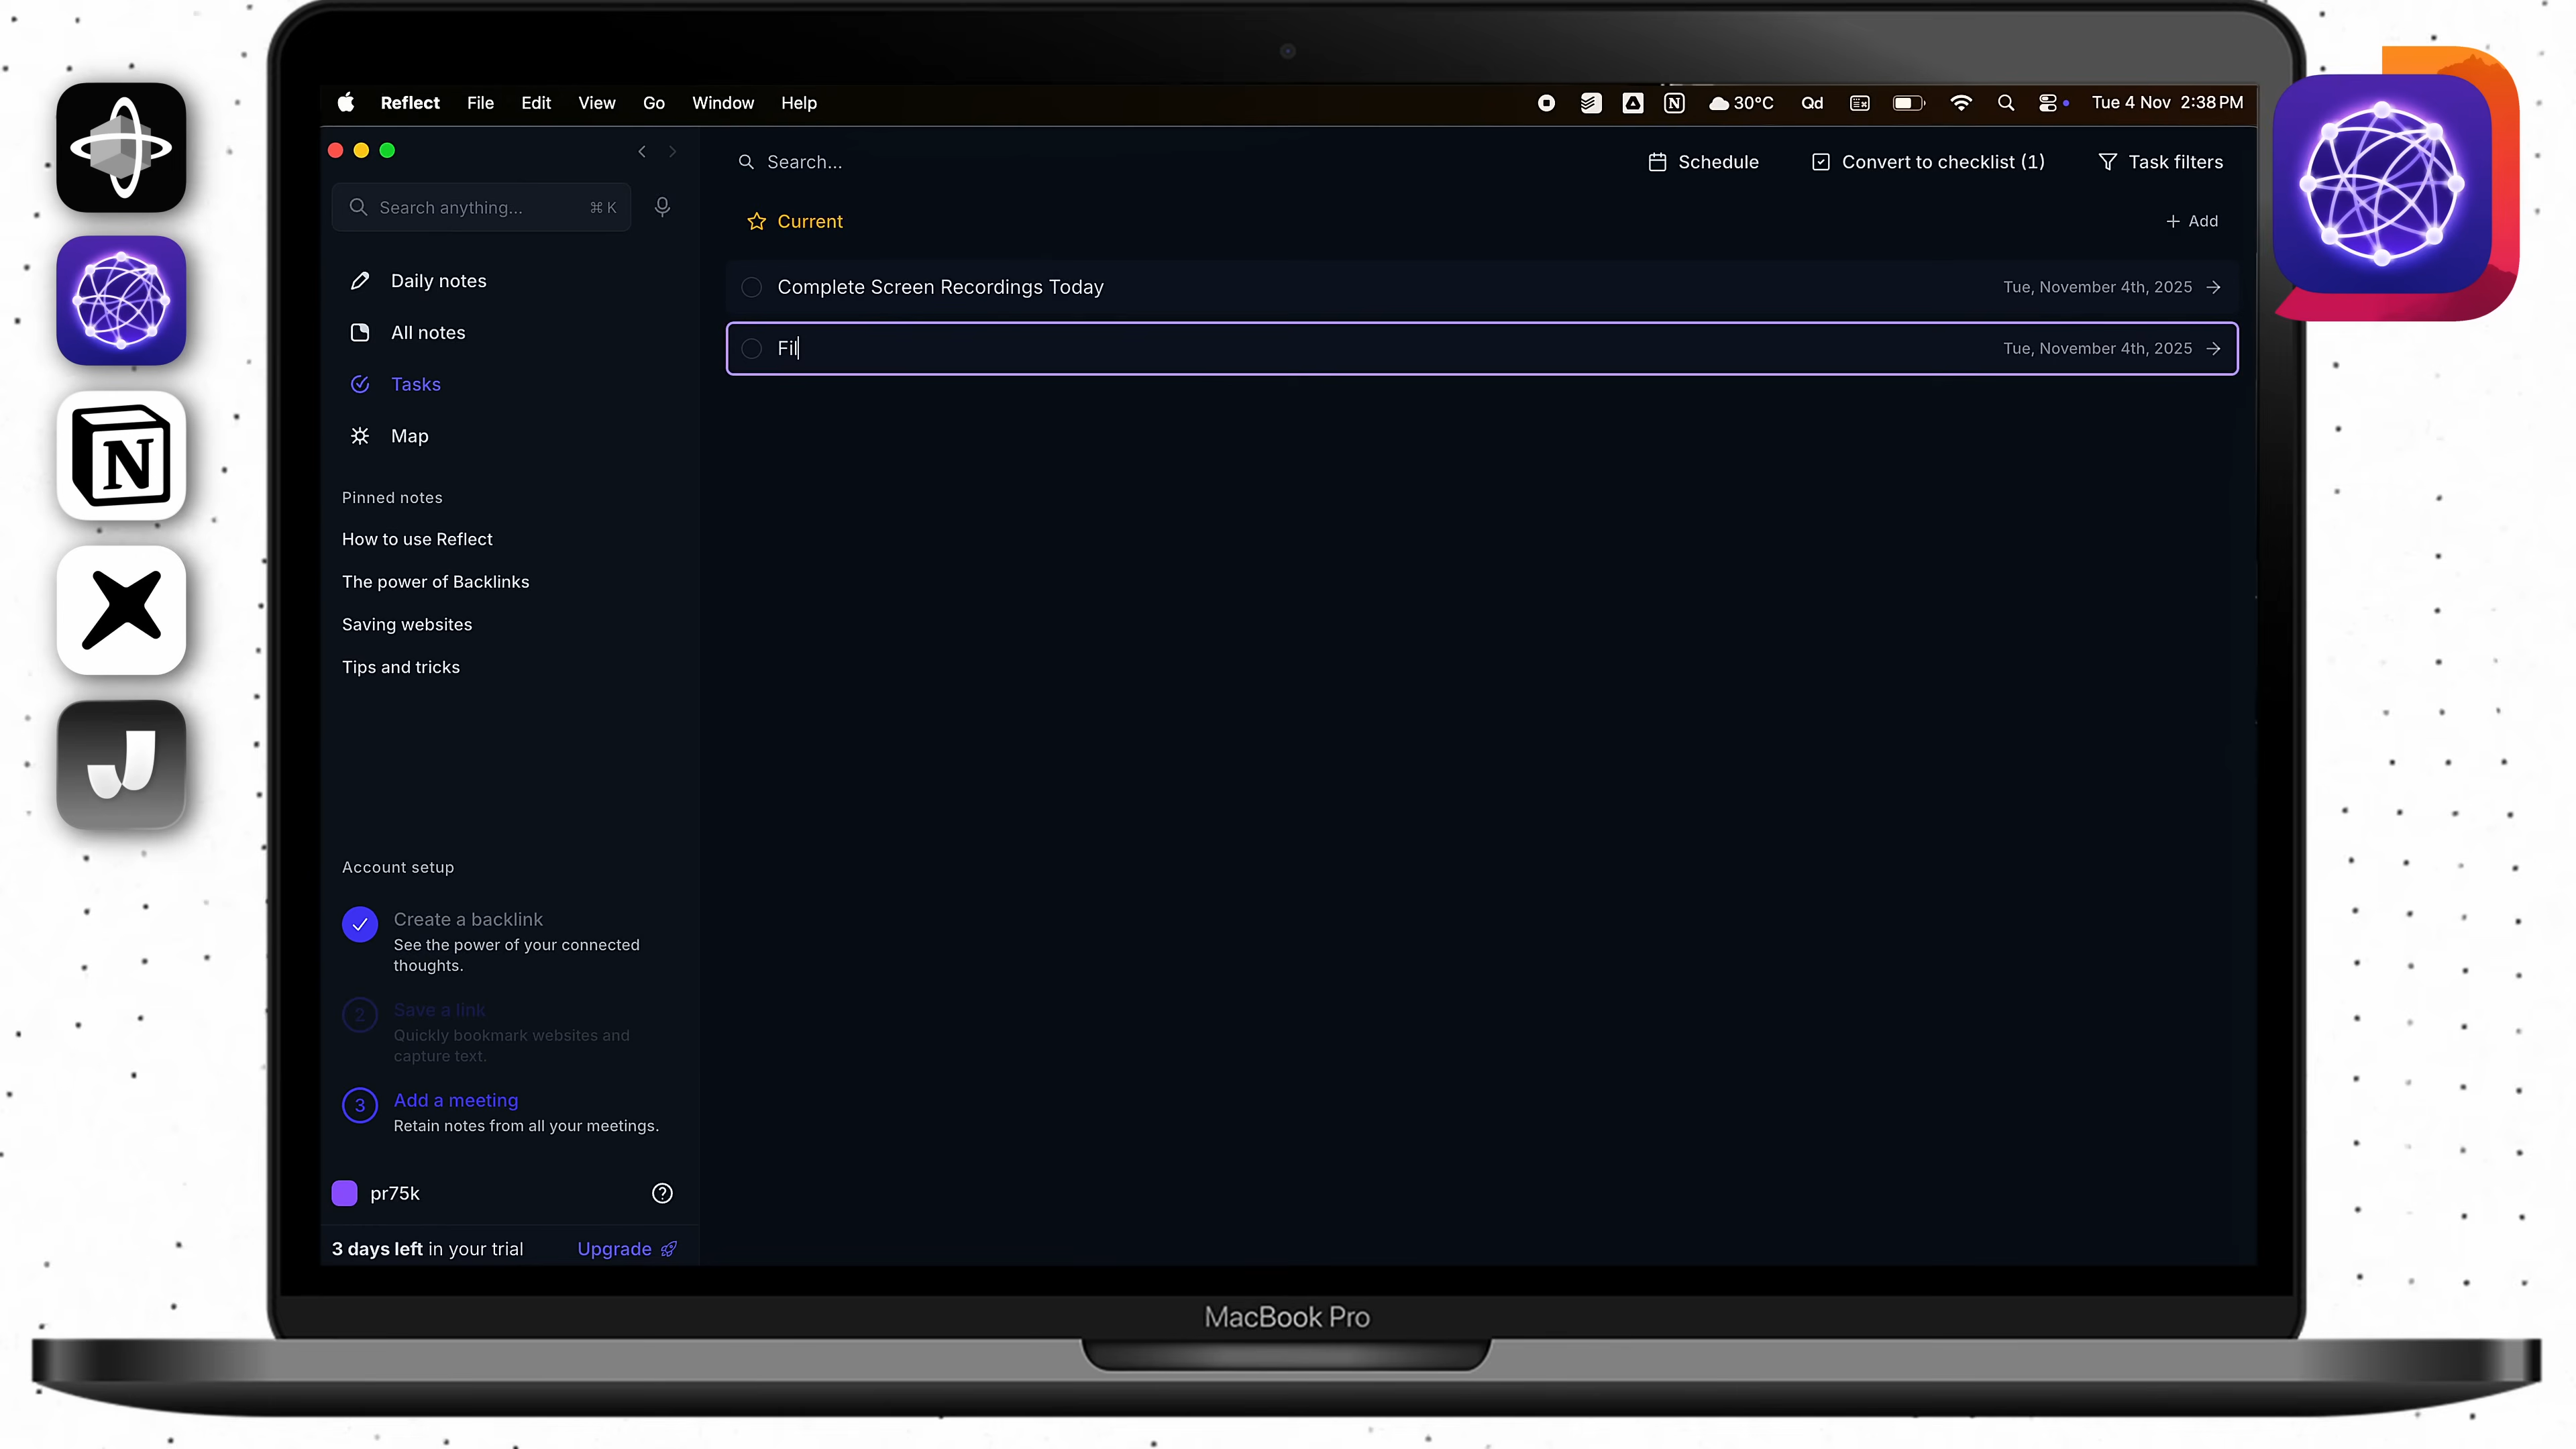 Reflect File Edit View Go Window Help
30°C Qd Tue 4 Nov 2:38 PM
Search anything... ⌘ K
Daily notes
All notes
Tasks
Map
Pinned notes
How to use Reflect
The power of Backlinks
Saving websites
Tips and tricks
Account setup
Create a backlink
See the power of your connected
thoughts.
2 Save a link
Quickly bookmark websites and
capture text.
3 Add a meeting
Retain notes from all your meetings.
pr75k
3 days left in your trial Upgrade
Search... Schedule Convert to checklist (1) Task filters
Current + Add
Complete Screen Recordings Today Tue, November 4th, 2025
Fil Tue, November 4th, 2025
N
J
MacBook Pro